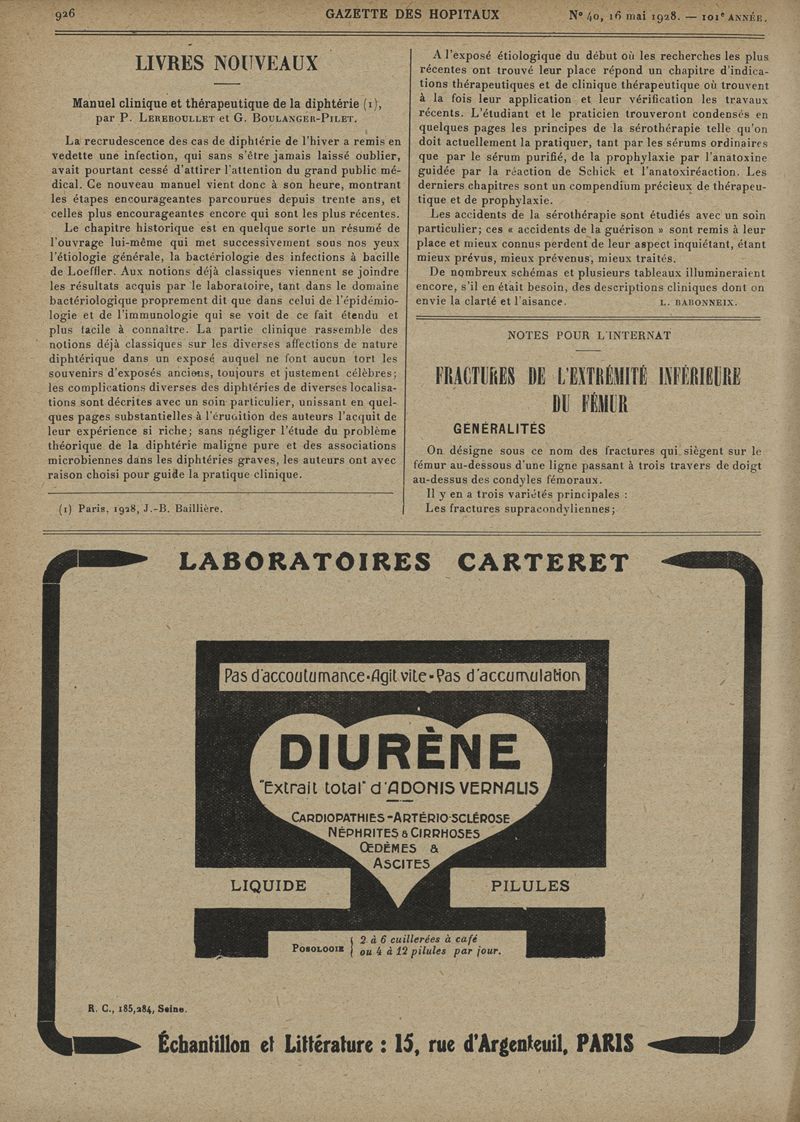 926
GAZETTE DES HOPITAUX
N° 40, 16 mai 1928. — 101e ANNÉE.
LIVRES NOUVEAUX
Manuel clinique et thérapeutique de la diphtérie (1),
par P. LEREBOULLET et G. BOULANGER-PILET.
La recrudescence des cas de diphtérie de l'hiver a remis en
vedette une infection, qui sans s'être jamais laissé oublier,
avait pourtant cessé d'attirer l'attention du grand public mé-
dical. Ce nouveau manuel vient donc à son heure, montrant
les étapes encourageantes parcourues depuis trente ans, et
celles plus encourageantes encore qui sont les plus récentes.
Le chapitre historique est en quelque sorte un résumé de
l'ouvrage lui-même qui met successivement sous nos yeux
l'étiologie générale, la bactériologie des infections à bacille
de Loeffler. Aux notions déjà classiques viennent se joindre
les résultats acquis par le laboratoire, tant dans le domaine
bactériologique proprement dit que dans celui de l'épidémio-
logie et de l'immunologie qui se voit de ce fait étendu et
plus facile à connaître. La partie clinique rassemble des
notions déjà classiques sur les diverses affections de nature
diphtérique dans un exposé auquel ne font aucun tort les
souvenirs d'exposés anciens, toujours et justement célèbres;
les complications diverses des diphtéries de diverses localisa-
tions sont décrites avec un soin particulier, unissant en quel-
ques pages substantielles à l'érudition des auteurs l'acquit de
leur expérience si riche; sans négliger l'étude du problème
théorique de la diphtérie maligne pure et des associations
microbiennes dans les diphtéries graves, les auteurs ont avec
raison choisi pour guide la pratique clinique.
(1) Paris, 1928, J.-B. Baillière.
A l'exposé étiologique du début où les recherches les plus
récentes ont trouvé leur place répond un chapitre d'indica-
tions thérapeutiques et de clinique thérapeutique où trouvent
à la fois leur application et leur vérification les travaux
récents. L'étudiant et le praticien trouveront condensés en
quelques pages les principes de la sérothérapie telle qu'on
doit actuellement la pratiquer, tant par les sérums ordinaires
que par le sérum purifié, de la prophylaxie par l'anatoxine
guidée par la réaction de Schick et l'anatoxiréaction. Les
derniers chapitres sont un compendium précieux de thérapeu-
tique et de prophylaxie.
Les accidents de la sérothérapie sont étudiés avec un soin
particulier; ces « accidents de la guérison » sont remis à leur
place et mieux connus perdent de leur aspect inquiétant, étant
mieux prévus, mieux prévenus, mieux traités.
De nombreux schémas et plusieurs tableaux illumineraient
encore, s'il en était besoin, des descriptions cliniques dont on
envie la clarté et l'aisance. L. BABONNEIX.
NOTES POUR L'INTERNAT
FRACTURES DE L'EXTRÉMITÉ INFÉRIEURE
DU FÉMUR
GENÉRALITÉS
On désigne sous ce nom des fractures qui siègent sur le
fémur au-dessous d'une ligne passant à trois travers de doigt
au-dessus des condyles fémoraux.
Il y en a trois variétés principales :
Les fractures supracondyliennes;
LABORATOIRES CARTERET
Pas d'accoutumance-Agit vite-Pas d'accumulation
DIURÈNE
"Extrait total" d'ADONIS VERNALIS
CARDIOPATHIES-ARTÉRIO-SCLÉROSE
NÉPHRITES & CIRRHOSES
ŒDÈMES &
ASCITES
LIQUIDE
PILULES
POSOLOGIE { 2 à 6 cuillerées à café
ou 4 à 12 pilules par jour.
R. C., 185,284, Seine.
Échantillon et Littérature : 15, rue d'Argenteuil, PARIS